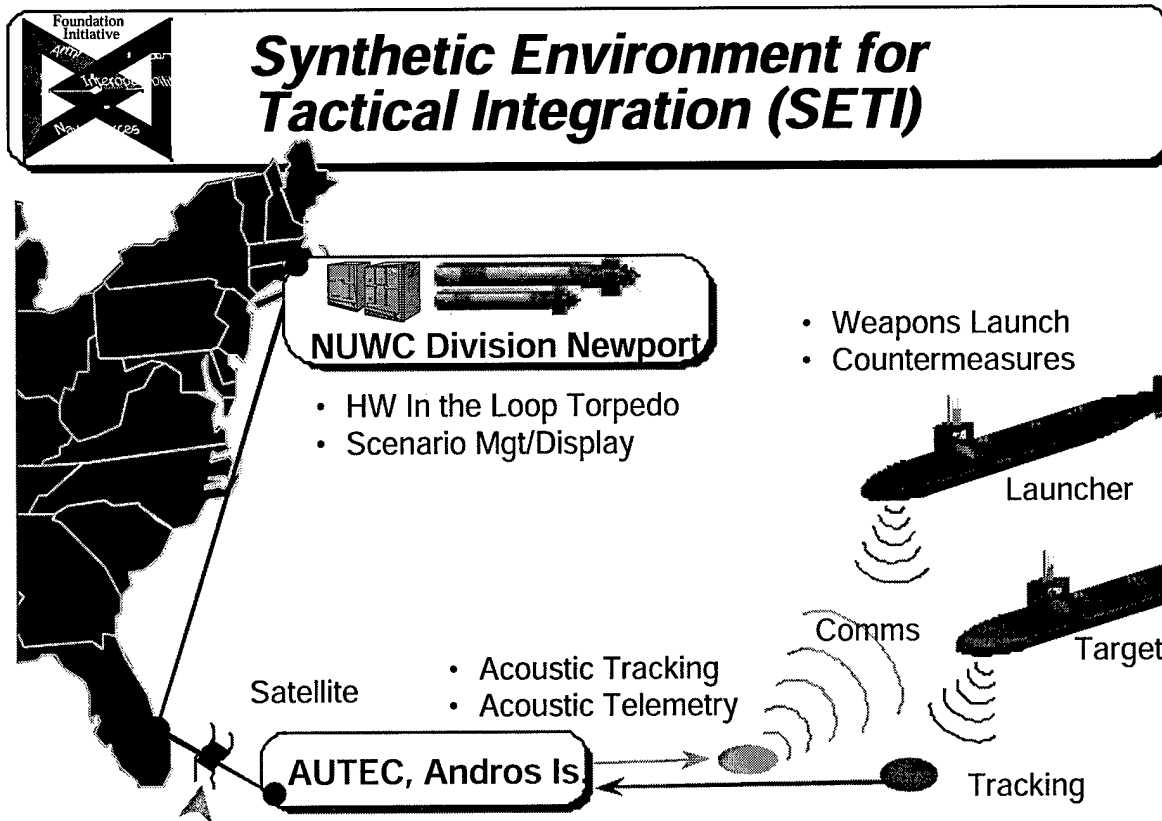 Foundation
Initiative
Synthetic Environment for
Tactical Integration (SETI)
NUWC Division Newport
• HW In the Loop Torpedo
• Scenario Mgt/Display
• Weapons Launch
• Countermeasures
Launcher
Comms
Target
• Acoustic Tracking
• Acoustic Telemetry
Satellite
AUTEC, Andros Is.
Tracking